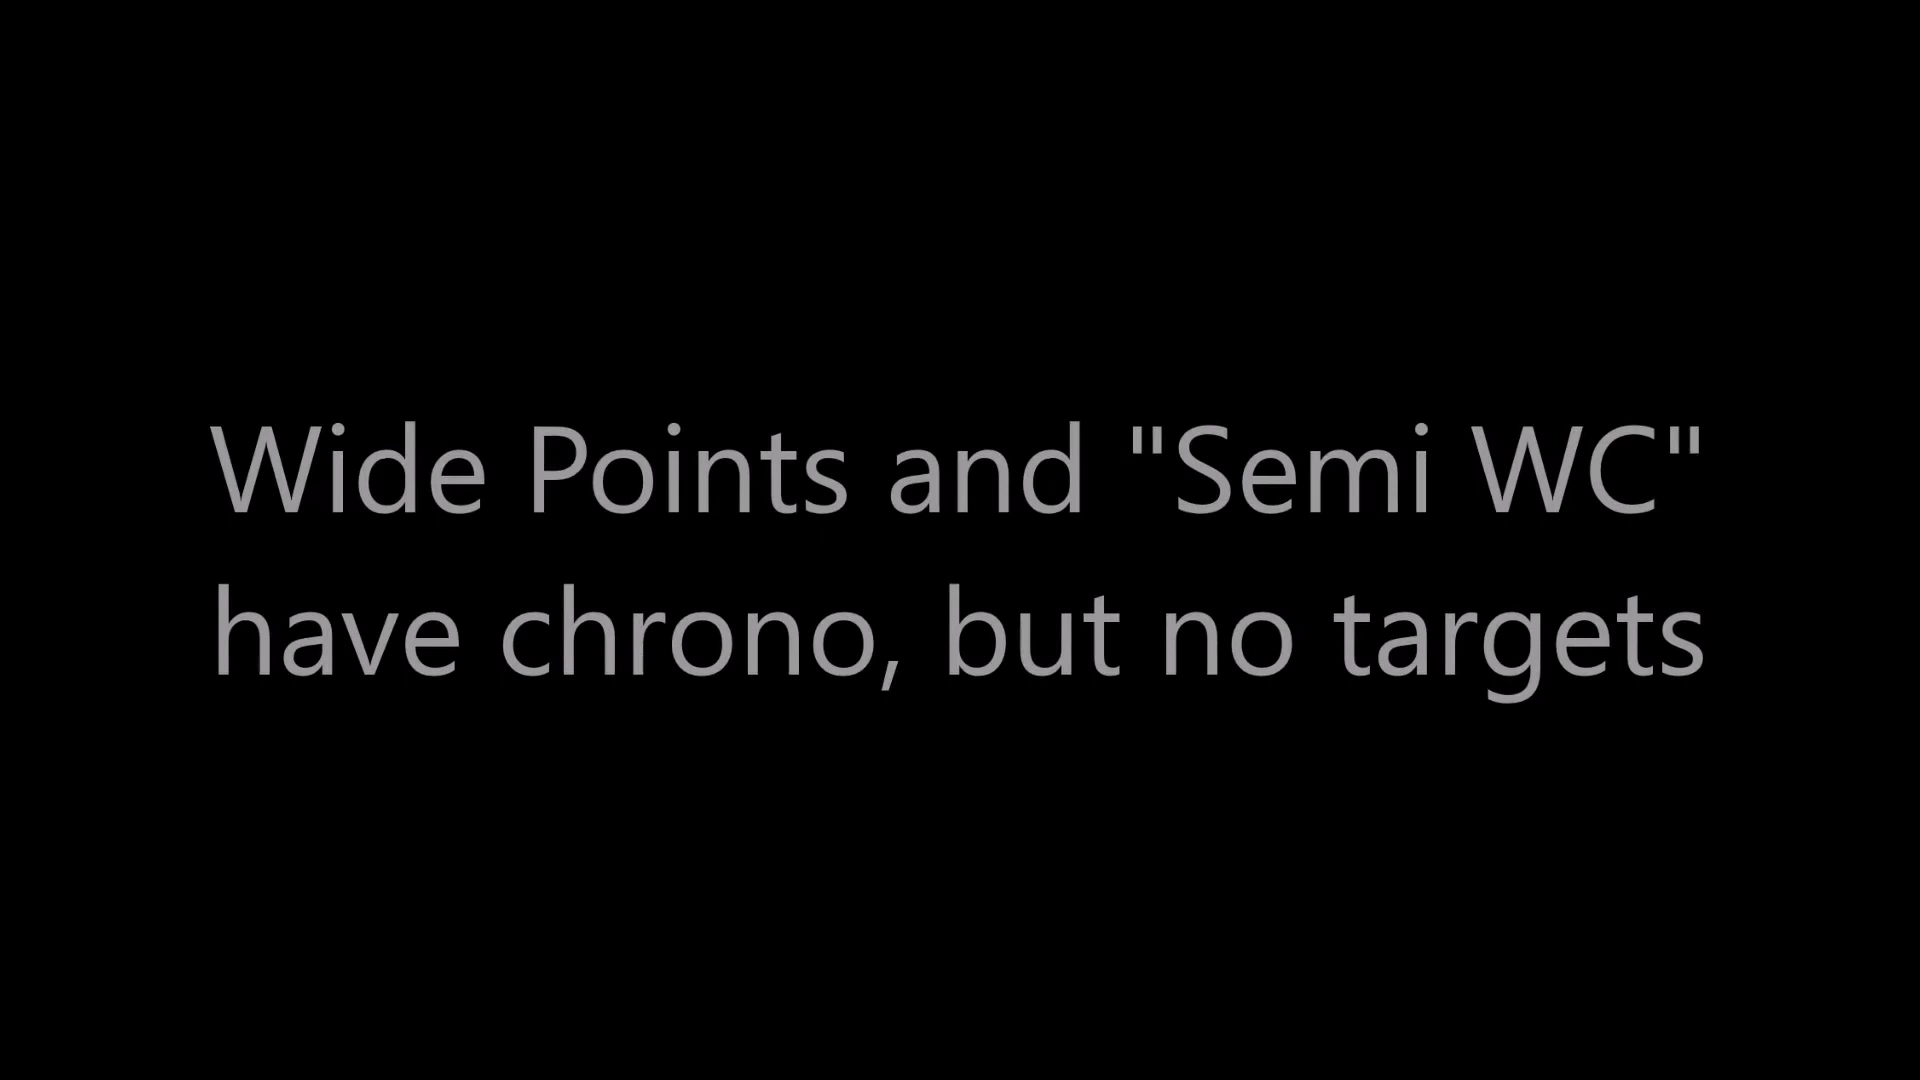 Wide Points and "Semi WC"
have chrono, but no targets